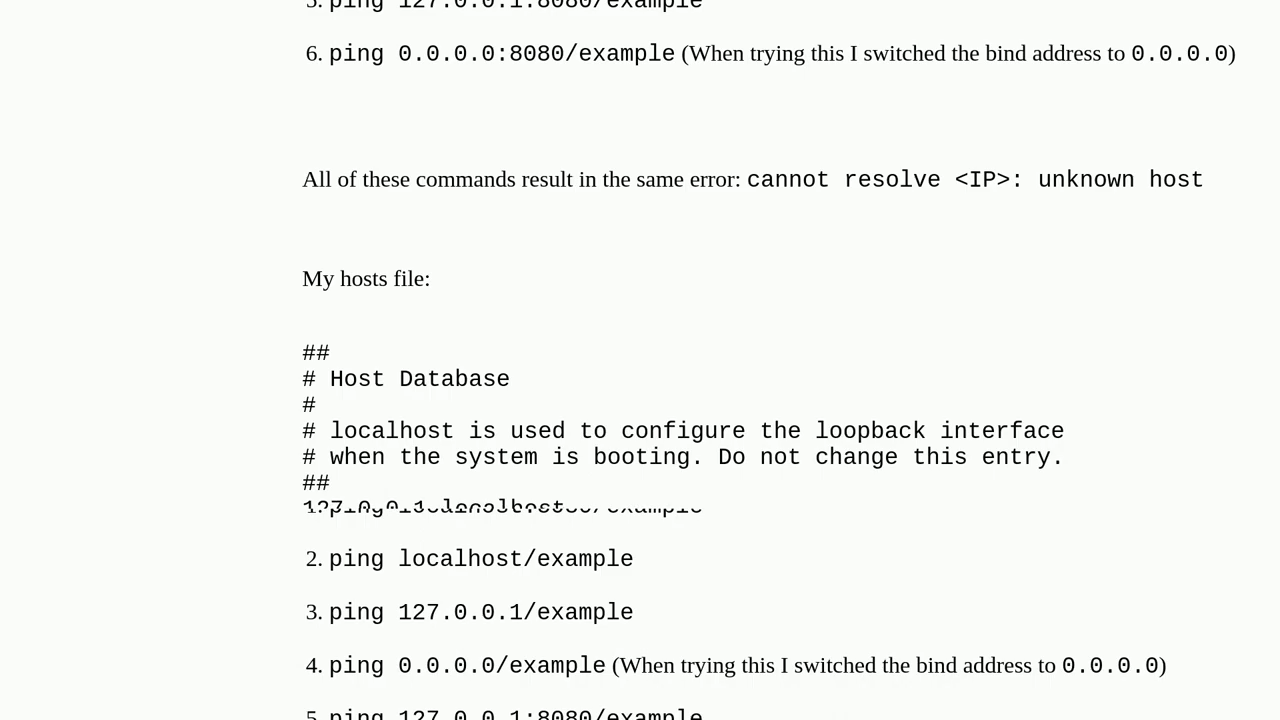 5. ping 127.0.0.1:8080/example
6. ping 0.0.0.0:8080/example (When trying this I switched the bind address to 0.0.0.0)
All of these commands result in the same error: cannot resolve <IP>: unknown host
My hosts file:
##
# Host Database
#
# localhost is used to configure the loopback interface
# when the system is booting. Do not change this entry.
##
2. ping localhost/example
3. ping 127.0.0.1/example
4. ping 0.0.0.0/example (When trying this I switched the bind address to 0.0.0.0)
5. ping 127.0.0.1:8080/example